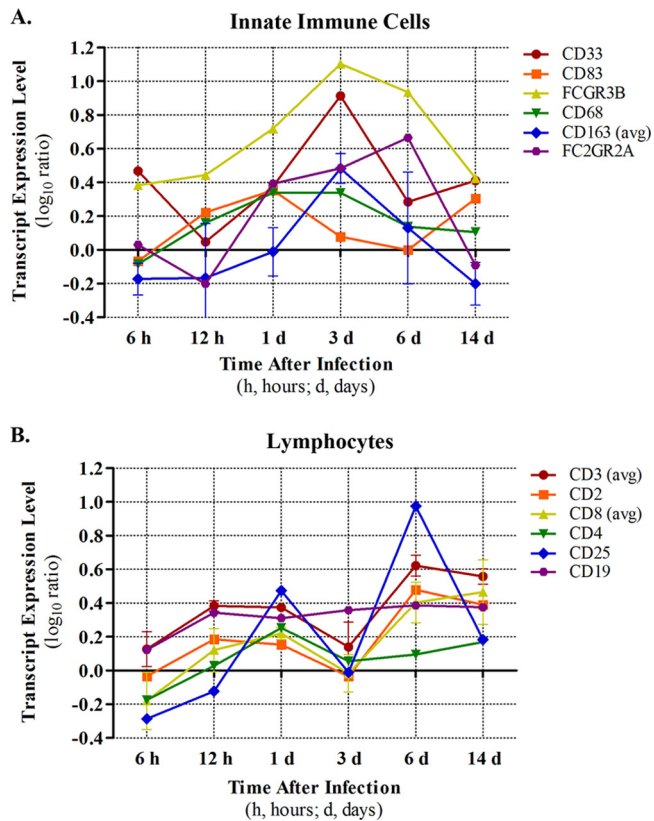 A.
Innate Immune Cells
Transcript Expression Level
(log10 ratio)
1.2
1.0
0.8
0.6
0.4
0.2
0.0
-0.2
-0.4
6 h 12 h 1 d 3 d 6 d 14 d
Time After Infection
(h, hours; d, days)
CD33
CD83
FCGR3B
CD68
CD163 (avg)
FC2GR2A
B.
Lymphocytes
Transcript Expression Level
(log10 ratio)
1.2
1.0
0.8
0.6
0.4
0.2
0.0
-0.2
-0.4
6 h 12 h 1 d 3 d 6 d 14 d
Time After Infection
(h, hours; d, days)
CD3 (avg)
CD2
CD8 (avg)
CD4
CD25
CD19